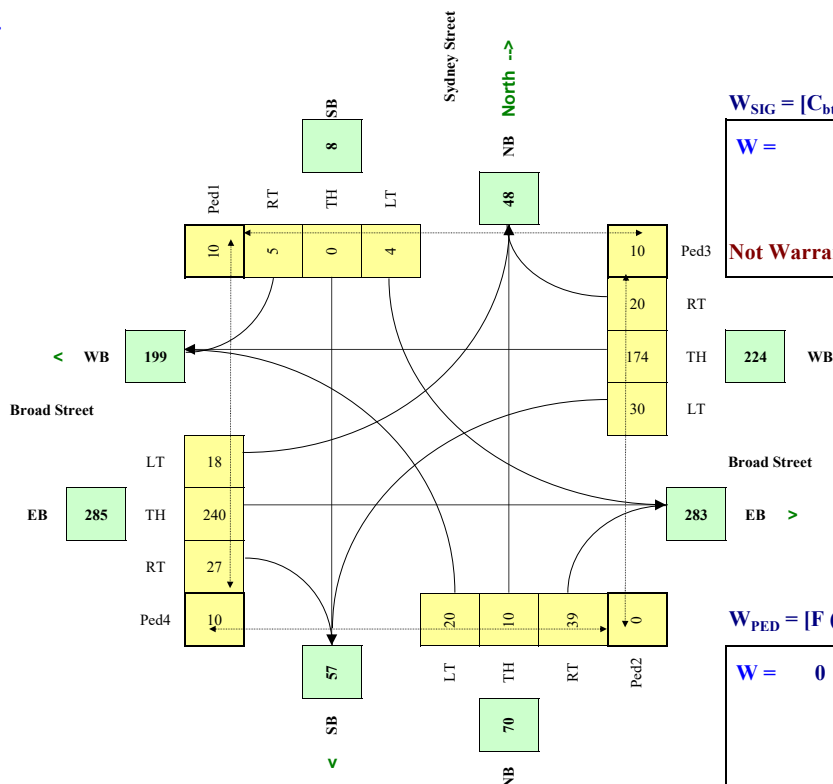 Sydney Street
North -->
SB
8
NB
48
W_SIG = [C
W =
Not Warra
Ped1
RT
TH
LT
10
5
0
4
10
Ped3
20
RT
174
TH
224
WB
30
LT
< WB
199
Broad Street
LT
18
EB
285
TH
240
RT
27
Ped4
10
Broad Street
283
EB >
20
10
39
0
LT
TH
RT
Ped2
57
SB
<
70
NB
W_PED = [F (
W = 0